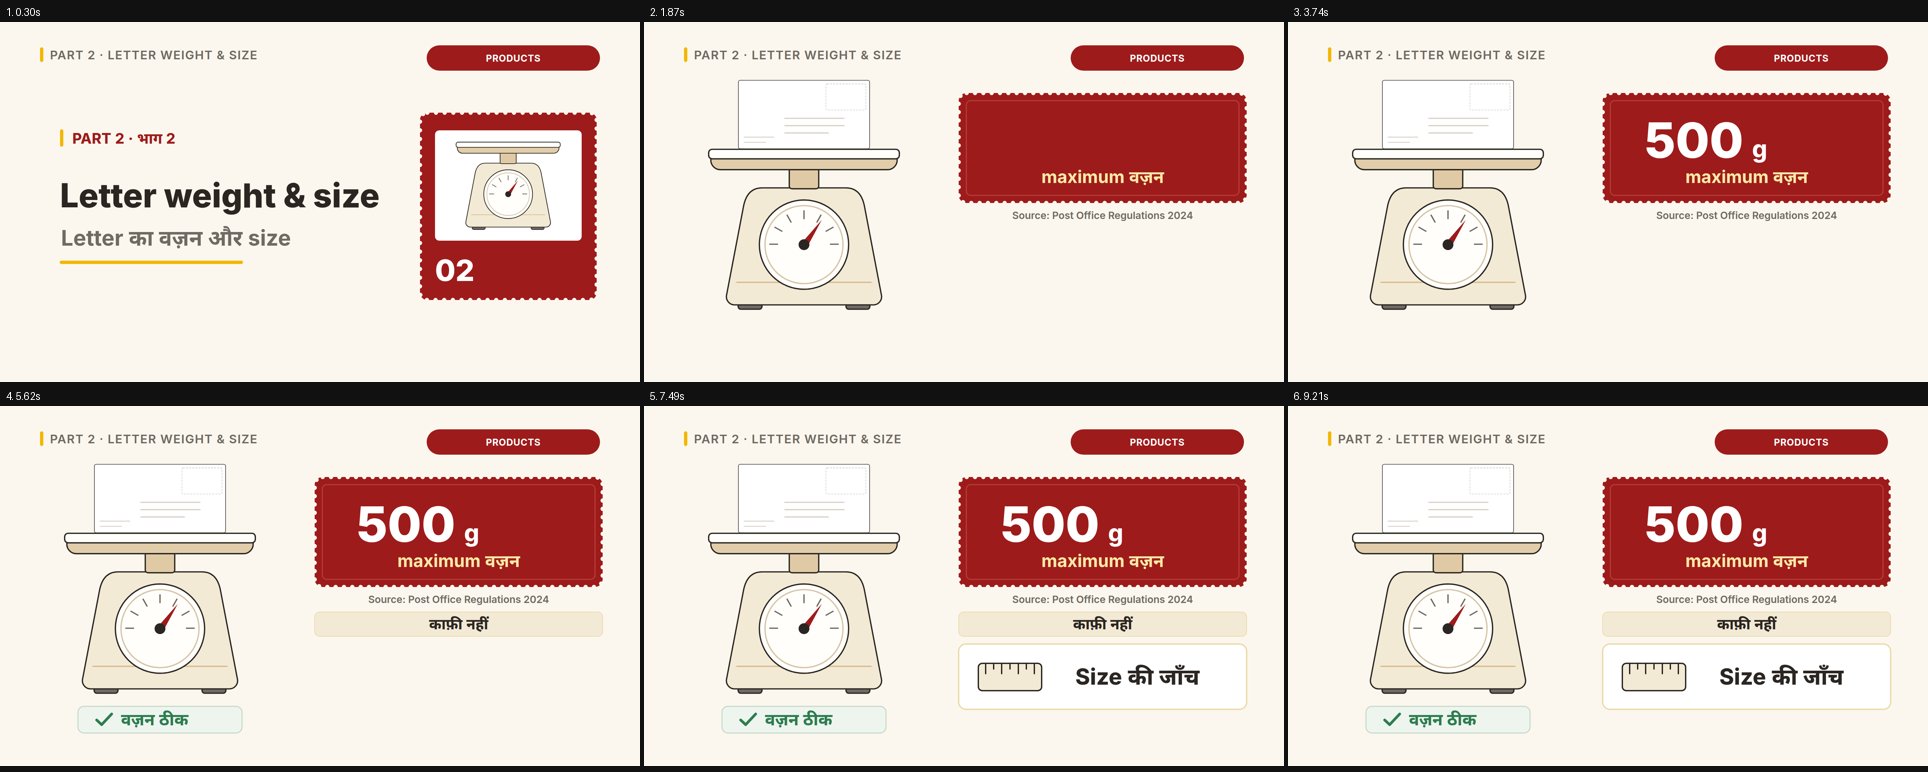 1. 0.30s
PART 2 · LETTER WEIGHT & SIZE
PRODUCTS
PART 2 · भाग 2
Letter weight & size
Letter का वज़न और size
02
2. 1.87s
PART 2 · LETTER WEIGHT & SIZE
PRODUCTS
maximum वज़न
Source: Post Office Regulations 2024
3. 3.74s
PART 2 · LETTER WEIGHT & SIZE
PRODUCTS
500 g
maximum वज़न
Source: Post Office Regulations 2024
4. 5.62s
PART 2 · LETTER WEIGHT & SIZE
PRODUCTS
500 g
maximum वज़न
Source: Post Office Regulations 2024
काफ़ी नहीं
वज़न ठीक
5. 7.49s
PART 2 · LETTER WEIGHT & SIZE
PRODUCTS
500 g
maximum वज़न
Source: Post Office Regulations 2024
काफ़ी नहीं
Size की जाँच
वज़न ठीक
6. 9.21s
PART 2 · LETTER WEIGHT & SIZE
PRODUCTS
500 g
maximum वज़न
Source: Post Office Regulations 2024
काफ़ी नहीं
Size की जाँच
वज़न ठीक